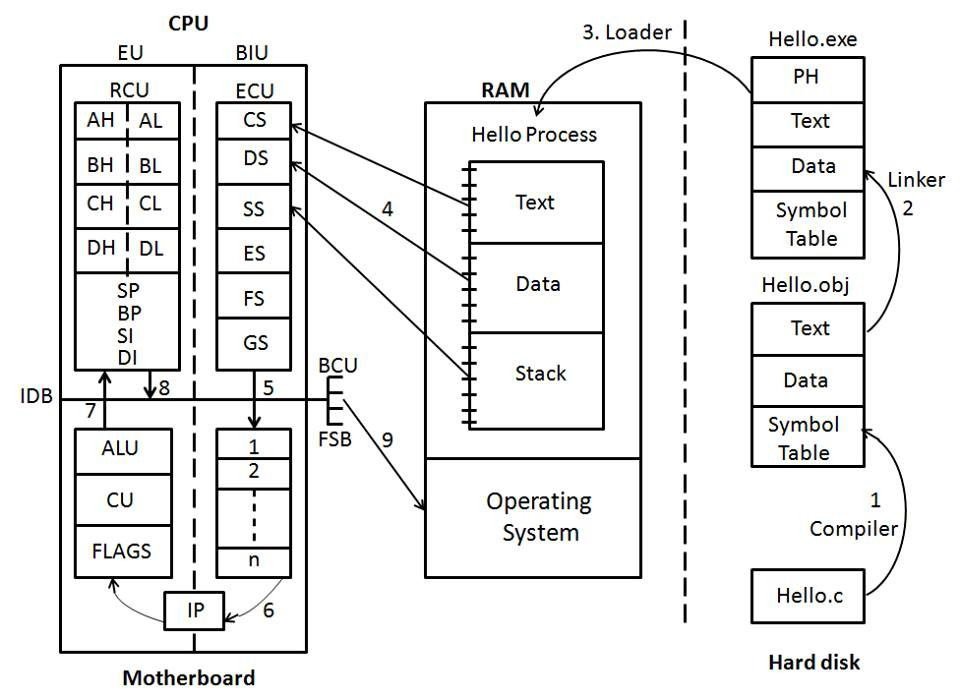 CPU
EU
BIU
RCU
ECU
AH
AL
BH
BL
CH
CL
DH
DL
SP
BP
SI
DI
CS
DS
SS
ES
FS
GS
IDB
7
8
5
BCU
FSB
9
ALU
CU
FLAGS
1
2
n
IP
6
Motherboard
3. Loader
RAM
Hello Process
Text
Data
Stack
4
Operating
System
Hello.exe
PH
Text
Data
Symbol
Table
Linker
2
Hello.obj
Text
Data
Symbol
Table
1
Compiler
Hello.c
Hard disk